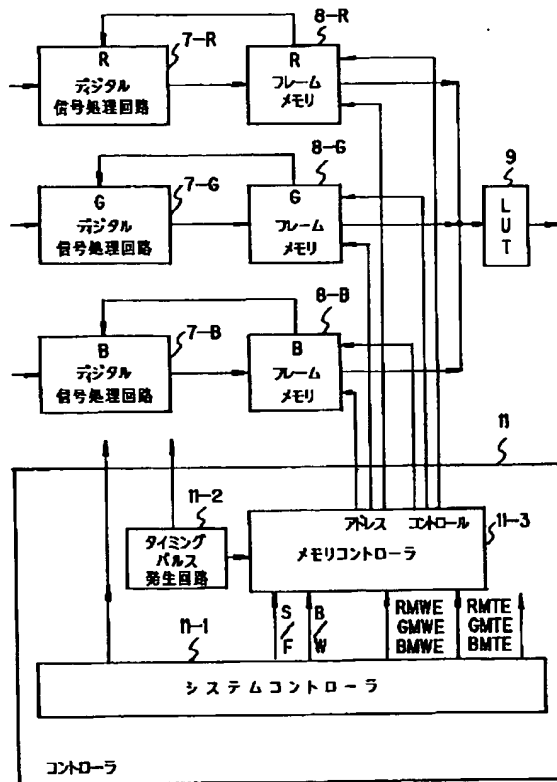 7-R
8-R
R
ディジタル
信号処理回路
R
フレーム
メモリ
7-G
8-G
9
G
ディジタル
信号処理回路
G
フレーム
メモリ
LUT
7-B
8-B
B
ディジタル
信号処理回路
B
フレーム
メモリ
11
11-2
タイミング
パルス
発生回路
アドレス コントロール
メモリコントローラ
11-3
11-1
S/F
B/W
RMWE
GMWE
BMWE
RMTE
GMTE
BMTE
システムコントローラ
コントローラ